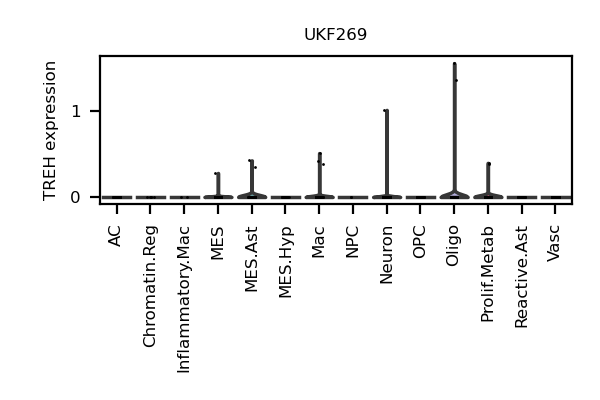 UKF269
TREH expression
1
0
AC
Chromatin.Reg
Inflammatory.Mac
MES
MES.Ast
MES.Hyp
Mac
NPC
Neuron
OPC
Oligo
Prolif.Metab
Reactive.Ast
Vasc